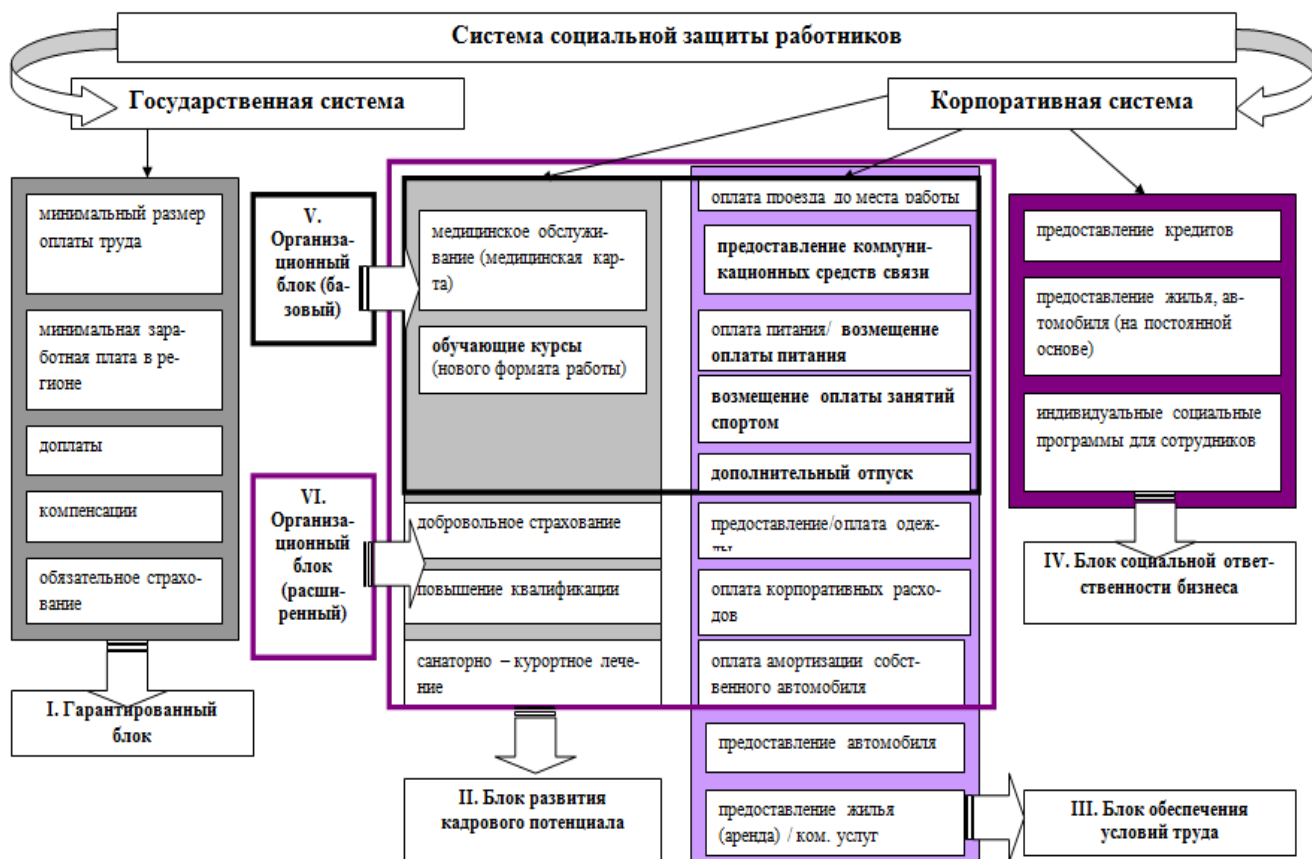 Система социальной защиты работников
Государственная система
Корпоративная система
минимальный размер
оплаты труда
минимальная зара-
ботная плата в ре-
гионе
доплаты
компенсации
обязательное страхо-
вание
I. Гарантированный
блок
V.
Организа-
ционный
блок (ба-
зовый)
VI.
Организа-
ционный
блок
(расши-
ренный)
медицинское обслужи-
вание (медицинская кар-
та)
обучающие курсы
(нового формата работы)
добровольное страхование
повышение квалификации
санаторно – курортное лече-
ние
II. Блок развития
кадрового потенциала
оплата проезда до места работы
предоставление коммуни-
кационных средств связи
оплата питания/ возмещение
оплаты питания
возмещение оплаты занятий
спортом
дополнительный отпуск
предоставление/оплата одеж-
ды
оплата корпоративных расхо-
дов
оплата амортизации собст-
венного автомобиля
предоставление автомобиля
предоставление жилья
(аренда) / ком. услуг
III. Блок обеспечения
условий труда
предоставление кредитов
предоставление жилья, ав-
томобиля (на постоянной
основе)
индивидуальные социальные
программы для сотрудников
IV. Блок социальной ответ-
ственности бизнеса